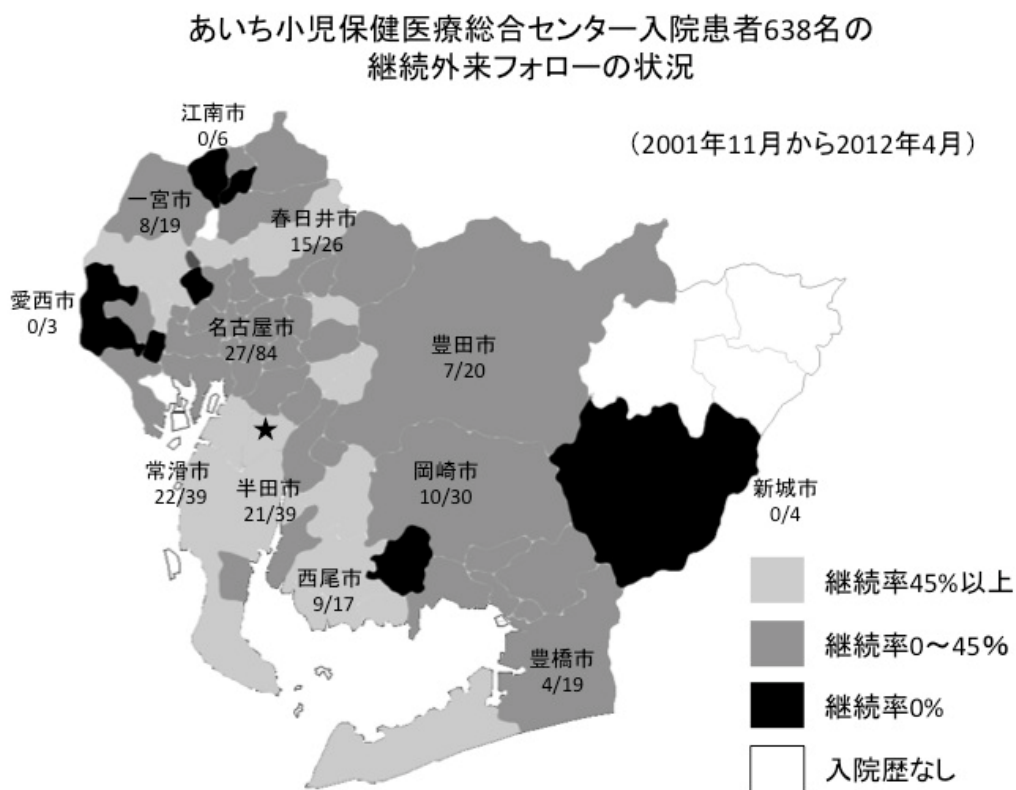 あいち小児保健医療総合センター入院患者638名の
継続外来フォローの状況
(2001年11月から2012年4月)
江南市
0/6
一宮市
8/19
春日井市
15/26
愛西市
0/3
名古屋市
27/84
豊田市
7/20
★
常滑市
22/39
半田市
21/39
岡崎市
10/30
新城市
0/4
西尾市
9/17
豊橋市
4/19
継続率45%以上
継続率0～45%
継続率0%
入院歴なし